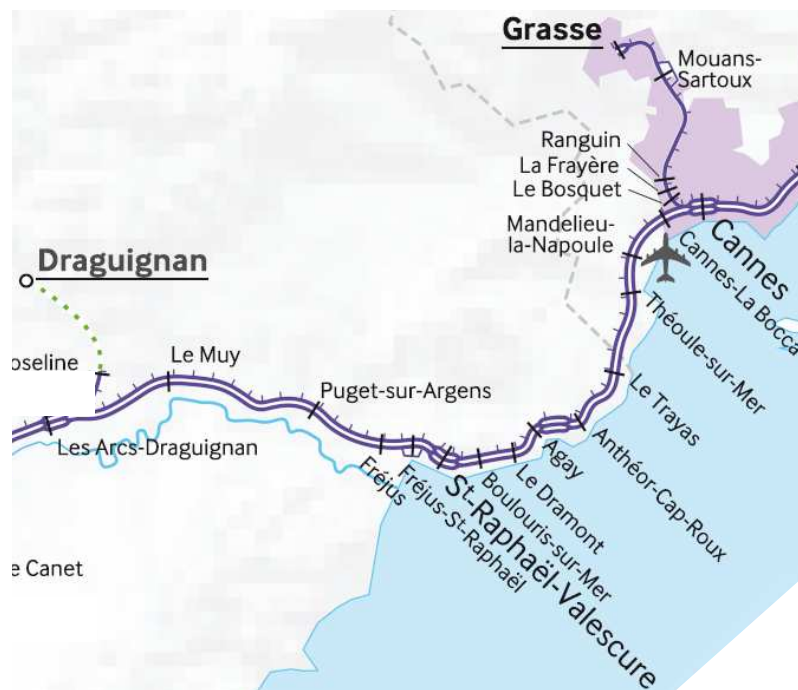 Grasse
Mouans-
Sartoux
Ranguin
La Frayère
Le Bosquet
Mandelieu-
la-Napoule
Cannes
Cannes-La Bocca
Draguignan
Théoule-sur-Mer
oseline
Le Muy
Puget-sur-Argens
Le Trayas
Les Arcs-Draguignan
Anthéor-Cap-Roux
Agay
Le Dramont
Boulouris-sur-Mer
St-Raphaël-Valescure
Fréjus-St-Raphaël
Fréjus
e Canet